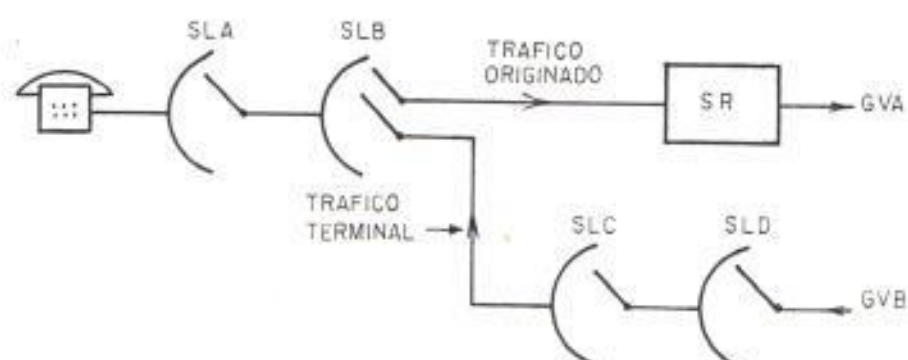 SLA
SLB
TRAFICO
ORIGINADO
SR
GVA
TRAFICO
TERMINAL
SLC
SLD
GVB